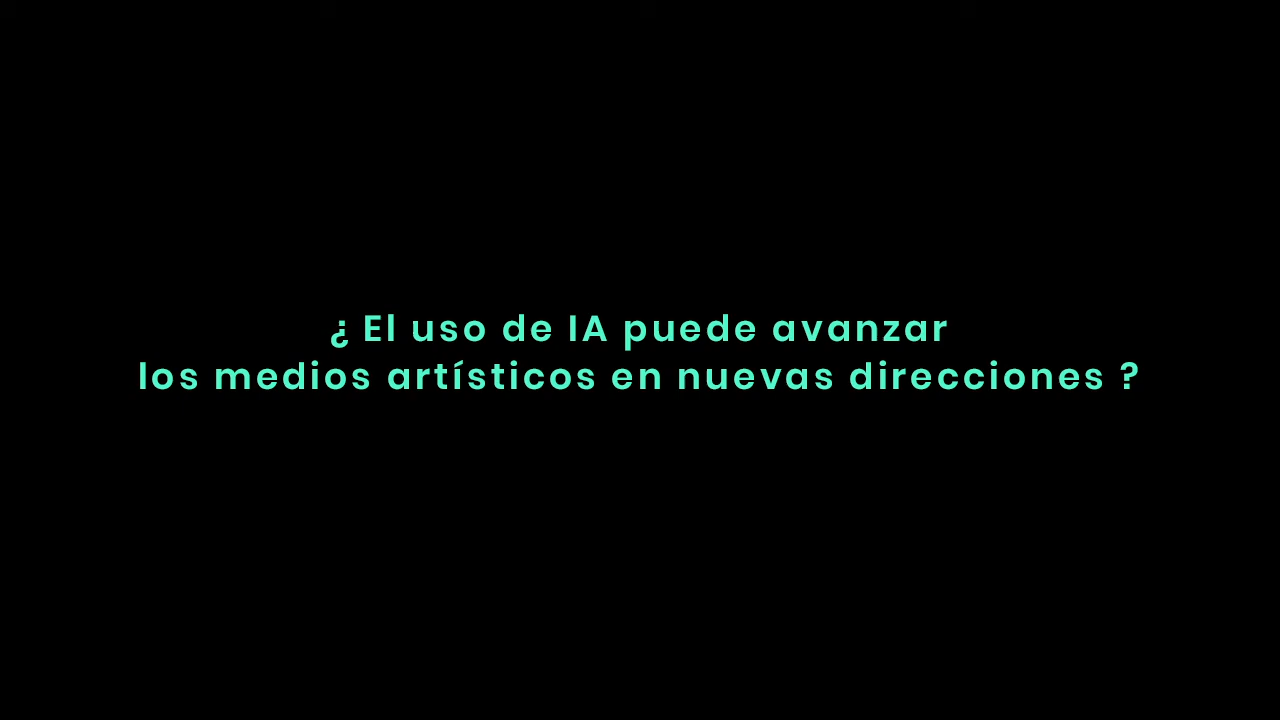 ¿ El uso de IA puede avanzar
los medios artísticos en nuevas direcciones ?